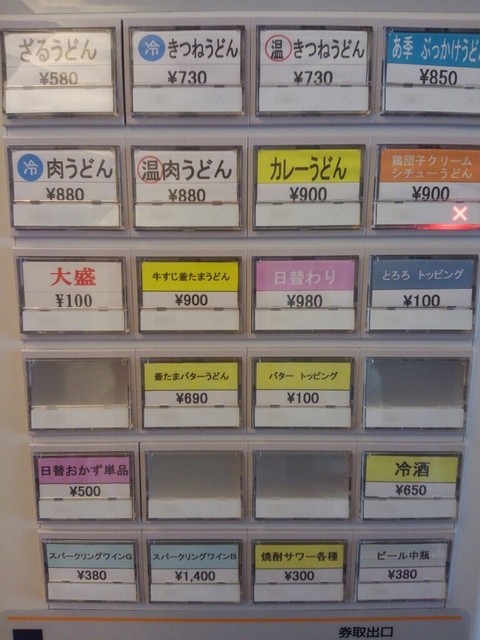 ざるうどん
¥580
冷 きつねうどん
¥730
温 きつねうどん
¥730
ぶっかけうどん
¥850
冷 肉うどん
¥880
温 肉うどん
¥880
カレーうどん
¥900
鶏団子クリーム
シチューうどん
¥900
大盛
¥100
牛すじ釜たまうどん
¥900
日替わり
¥980
とろろ トッピング
¥100
釜たまバターうどん
¥690
バター トッピング
¥100
日替おかず単品
¥500
冷酒
¥650
スパークリングワインG
¥380
スパークリングワインB
¥1,400
焼酎サワー各種
¥300
ビール中瓶
¥380
券取出口